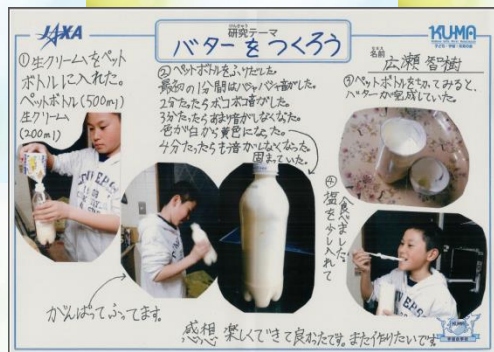 JAXA
けんきゅう
研究テーマ
バターをつくろう
KUMA
名前
広瀬 智樹
①生クリームをペット
ボトルに入れた。
ペットボトル(500ml)
生クリーム
(200ml)
②ペットボトルをふりだした。
最初の1分間はバシャバシャ音がした。
2分たったらボコボコ音がした。
3分たったらあまり音がしなくなった。
色が白から黄色になった。
4分たったらも音がしなくなった。
固まっていた。
③ペットボトルを切ってみると、
バターが完成していた。
④塩を少し入れて
食べました。
がんばってふってます。
感想 楽しくできて良かったです。また作りたいです